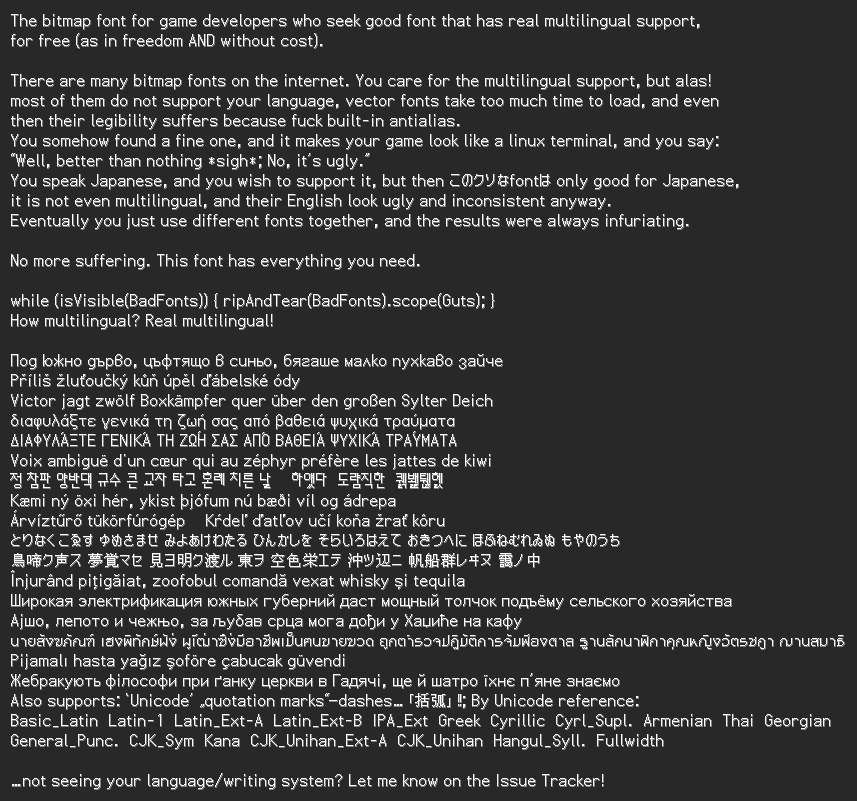 The bitmap font for game developers who seek good font that has real multilingual support,
for free (as in freedom AND without cost).
There are many bitmap fonts on the internet. You care for the multilingual support, but alas!
most of them do not support your language, vector fonts take too much time to load, and even
then their legibility suffers because fuck built-in antialias.
You somehow found a fine one, and it makes your game look like a linux terminal, and you say:
“Well, better than nothing *sigh*; No, it's ugly.”
You speak Japanese, and you wish to support it, but then このクソなfontは only good for Japanese,
it is not even multilingual, and their English look ugly and inconsistent anyway.
Eventually you just use different fonts together, and the results were always infuriating.
No more suffering. This font has everything you need.
while (isVisible(BadFonts)) { ripAndTear(BadFonts).scope(Guts); }
How multilingual? Real multilingual!
Под южно дърво, цъфтящо в синьо, бягаше малко пухкаво зайче
Příliš žluťoučký kůň úpěl ďábelské ódy
Victor jagt zwölf Boxkämpfer quer über den großen Sylter Deich
διαφυλάξτε γενικά τη ζωή σας από βαθειά ψυχικά τραύματα
ΔΙΑΦΥΛΆΞΤΕ ΓΕΝΙΚΆ ΤΗ ΖΩΉ ΣΑΣ ΑΠΌ ΒΑΘΕΙΆ ΨΥΧΙΚΆ ΤΡΑΎΜΑΤΑ
Voix ambiguë d'un cœur qui au zéphyr préfère les jattes de kiwi
정 참판 양반댁 규수 큰 교자 타고 혼례 치른 날
Kæmi ný öxi hér, ykist þjófum nú bæði víl og ádrepa
Árvíztűrő tükörfúrógép Kŕdeľ ďatľov učí koňa žrať kôru
とりなくこゑす ゆめさませ みよあけわたる ひんかしを そらいろはえて おきつへに ほふねむれゐぬ もやのうち
鳥啼ク声ス 夢覚マセ 見ヨ明ク渡ル 東ヲ 空色栄エテ 沖ツ辺ニ 帆船群レヰヌ 靄ノ中
Înjurând pițigăiat, zoofobul comandă vexat whisky și tequila
Широкая электрификация южных губерний даст мощный толчок подъёму сельского хозяйства
Ајшо, лепото и чежњо, за љубав срца мога дођи у Хаџиће на кафу
นายสังฆภัณฑ์ เฮงพิทักษ์ฝั่ง ผู้เฒ่าซึ่งมีอาชีพเป็นฅนขายฃวด ถูกตำรวจปฏิบัติการจับฟ้องศาล ฐานลักนาฬิกาคุณหญิงฉัตรชฎา ฌานสมาธิ
Pijamalı hasta yağız şoföre çabucak güvendi
Жебракують філософи при ґанку церкви в Гадячі, ще й шатро їхнє п'яне знаємо
Also supports: ‛Unicode’ „quotation marks“—dashes… 「括弧」 ‼; By Unicode reference:
Basic_Latin Latin-1 Latin_Ext-A Latin_Ext-B IPA_Ext Greek Cyrillic Cyrl_Supl. Armenian Thai Georgian
General_Punc. CJK_Sym Kana CJK_Unihan_Ext-A CJK_Unihan Hangul_Syll. Fullwidth
…not seeing your language/writing system? Let me know on the Issue Tracker!